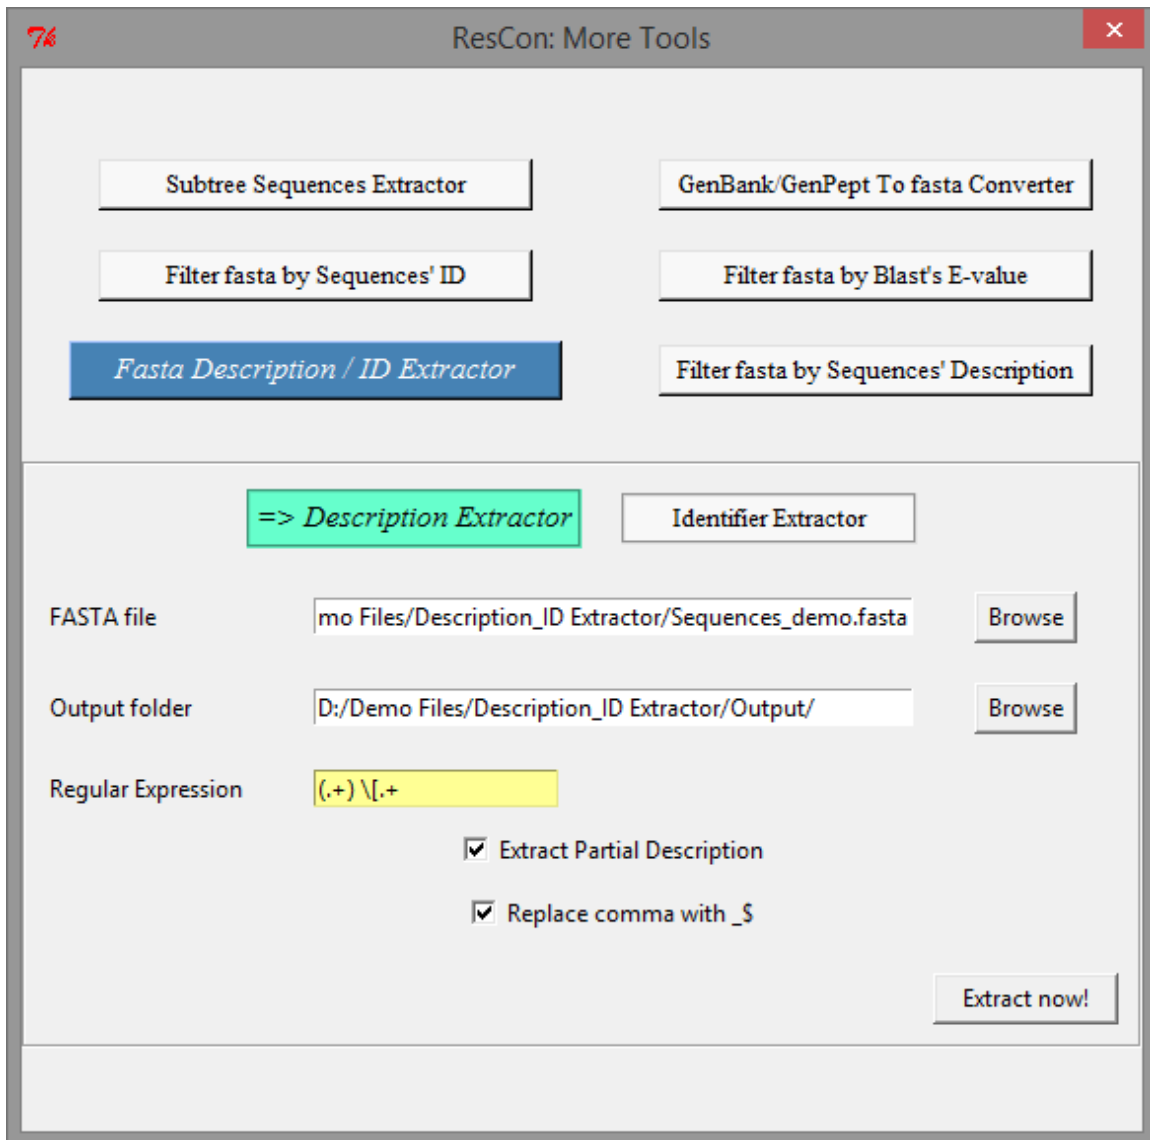 ResCon: More Tools
Subtree Sequences Extractor
GenBank/GenPept To fasta Converter
Filter fasta by Sequences' ID
Filter fasta by Blast's E-value
Fasta Description / ID Extractor
Filter fasta by Sequences' Description
=> Description Extractor
Identifier Extractor
FASTA file
mo Files/Description_ID Extractor/Sequences_demo.fasta
Browse
Output folder
D:/Demo Files/Description_ID Extractor/Output/
Browse
Regular Expression
(.+) \[.+
Extract Partial Description
Replace comma with _$
Extract now!